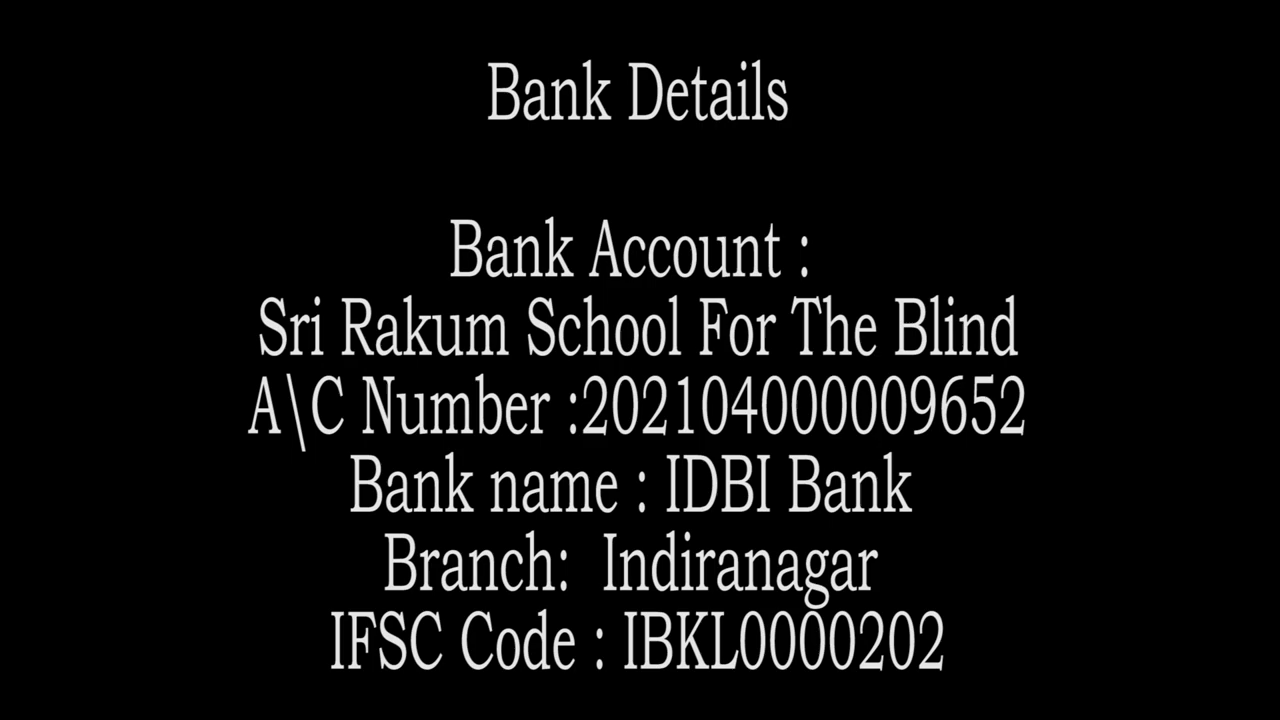 Bank Details
Bank Account :
Sri Rakum School For The Blind
A\C Number :202104000009652
Bank name : IDBI Bank
Branch:  Indiranagar
IFSC Code : IBKL0000202